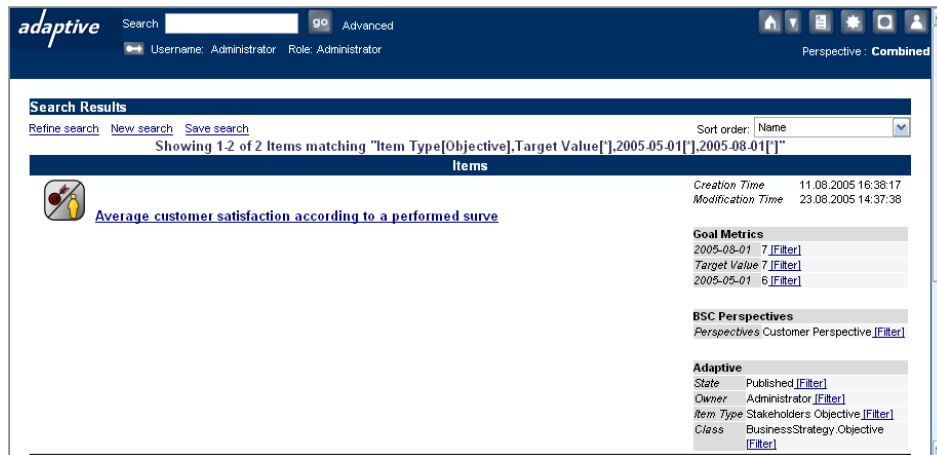 adaptive Search go Advanced
Username: Administrator Role: Administrator
Perspective : Combined
Search Results
Refine search New search Save search Sort order: Name
Showing 1-2 of 2 Items matching "Item Type[Objective],Target Value[*],2005-05-01[*],2005-08-01[*]"
Items
Creation Time 11.08.2005 16:38:17
Modification Time 23.08.2005 14:37:38
Average customer satisfaction according to a performed surve
Goal Metrics
2005-08-01 7 [Filter]
Target Value 7 [Filter]
2005-05-01 6 [Filter]
BSC Perspectives
Perspectives Customer Perspective [Filter]
Adaptive
State Published [Filter]
Owner Administrator [Filter]
Item Type Stakeholders Objective [Filter]
Class BusinessStrategy.Objective
[Filter]